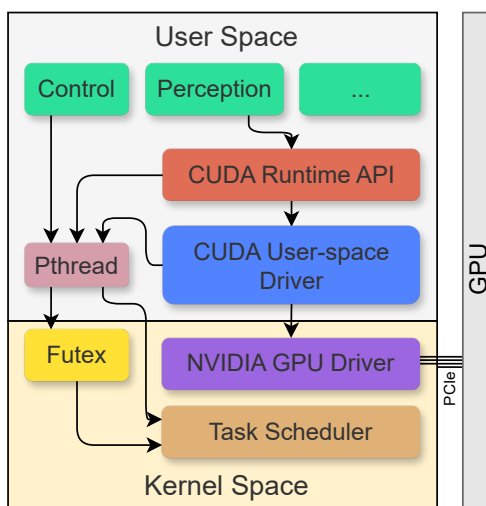 User Space
Control
Perception
...
CUDA Runtime API
Pthread
CUDA User-space
Driver
GPU
Futex
NVIDIA GPU Driver
PCIe
Task Scheduler
Kernel Space